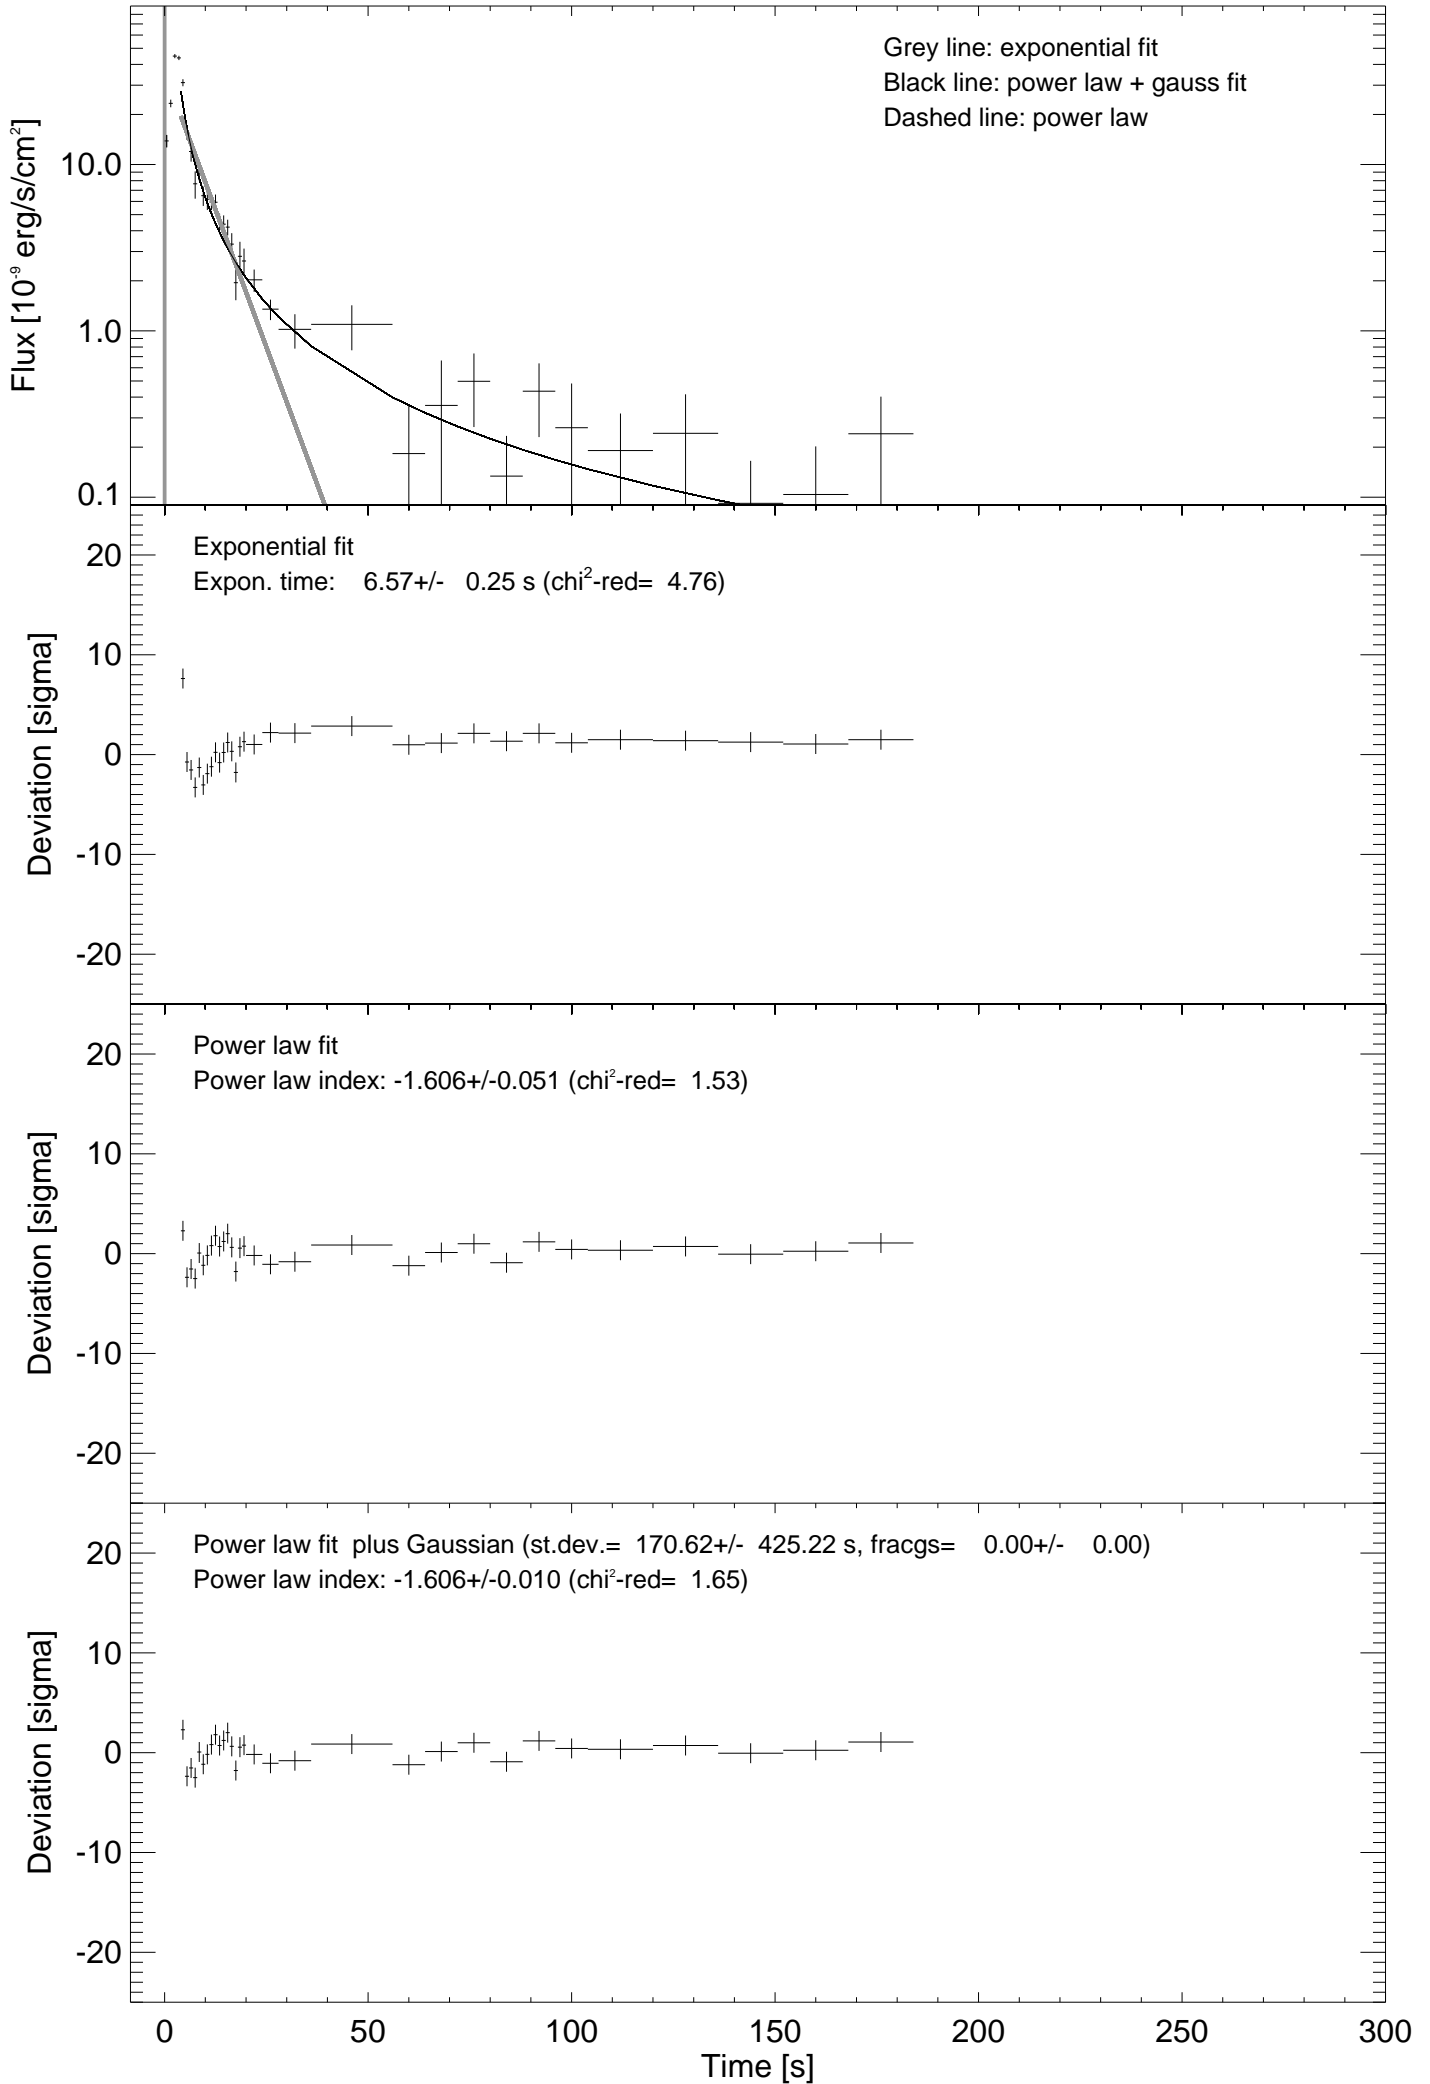 Grey line: exponential fit
Black line: power law + gauss fit
Dashed line: power law
Flux [10⁻⁹ erg/s/cm²]
10.0
1.0
0.1
Exponential fit
Expon. time: 6.57+/- 0.25 s (chi²-red= 4.76)
Deviation [sigma]
20
10
0
-10
-20
Power law fit
Power law index: -1.606+/-0.051 (chi²-red= 1.53)
Deviation [sigma]
20
10
0
-10
-20
Power law fit plus Gaussian (st.dev.= 170.62+/- 425.22 s, fracgs= 0.00+/- 0.00)
Power law index: -1.606+/-0.010 (chi²-red= 1.65)
Deviation [sigma]
20
10
0
-10
-20
0 50 100 150 200 250 300
Time [s]